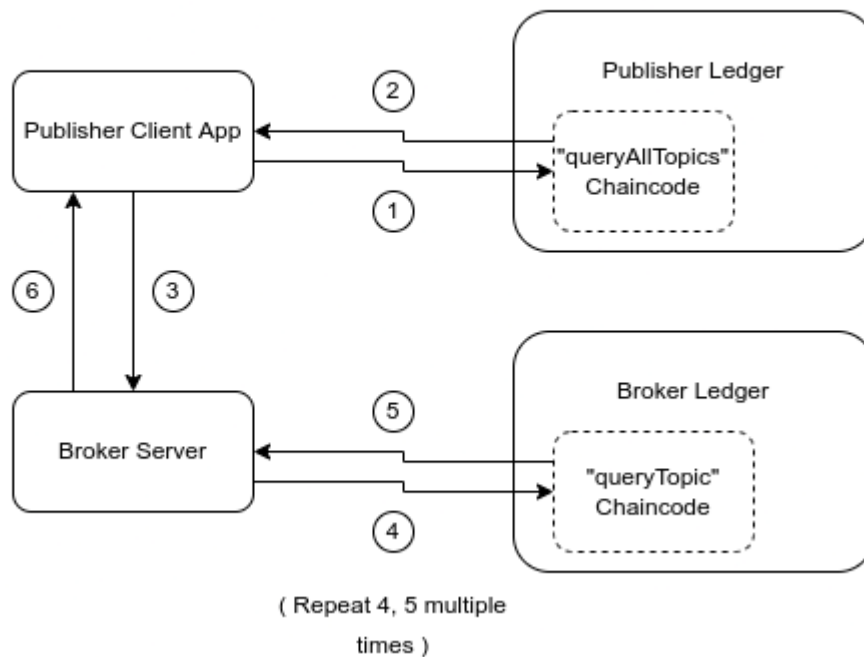 Publisher Ledger
2
Publisher Client App
"queryAllTopics"
Chaincode
1
6
3
Broker Ledger
5
Broker Server
"queryTopic"
Chaincode
4
( Repeat 4, 5 multiple
times )